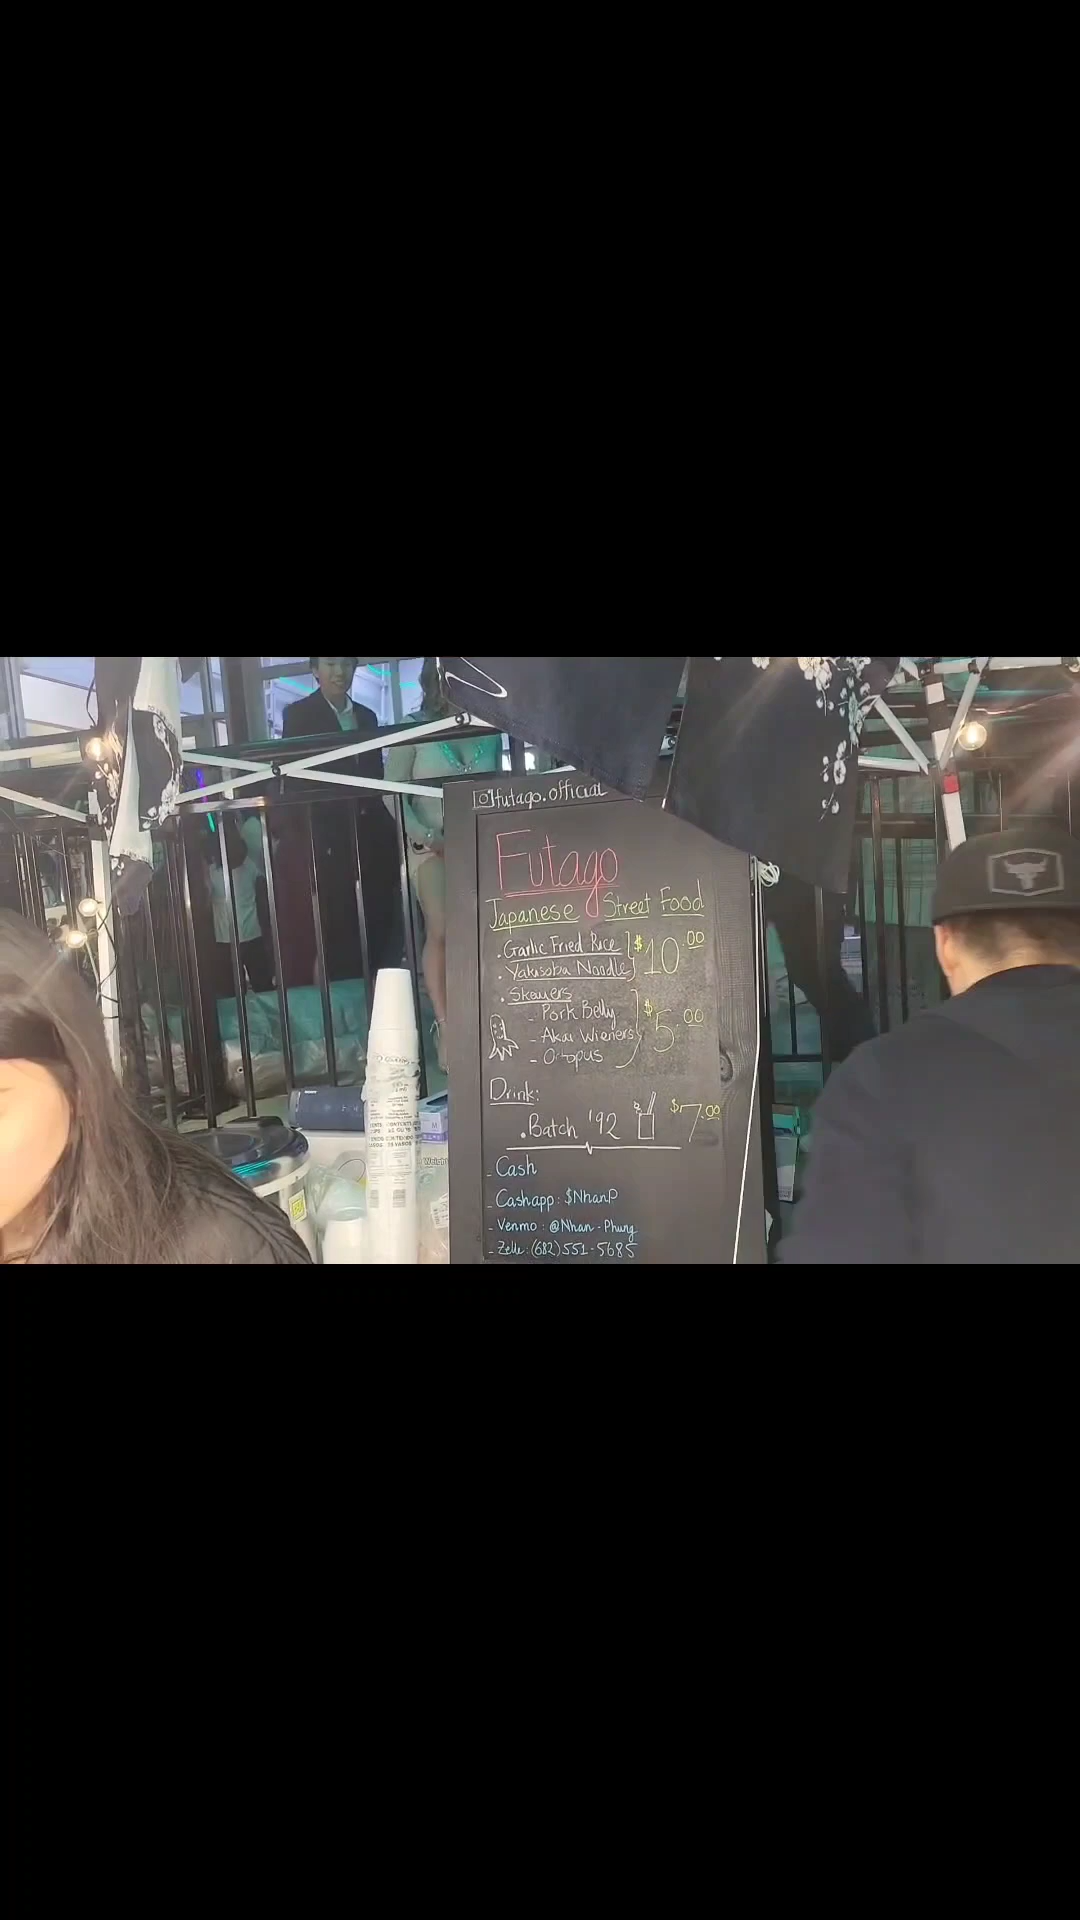 futago.official
Futago
Japanese Street Food
. Garlic Fried Rice $10.00
. Yakisoba Noodle
. Skewers
- Pork Belly $5.00
- Akai Wieners
- Octopus
Drink:
. Batch '92 $7.00
- Cash
- Cashapp: $NhanP
- Venmo: @Nhan-Phung
- Zelle: (682) 551-5685
M
Weigh